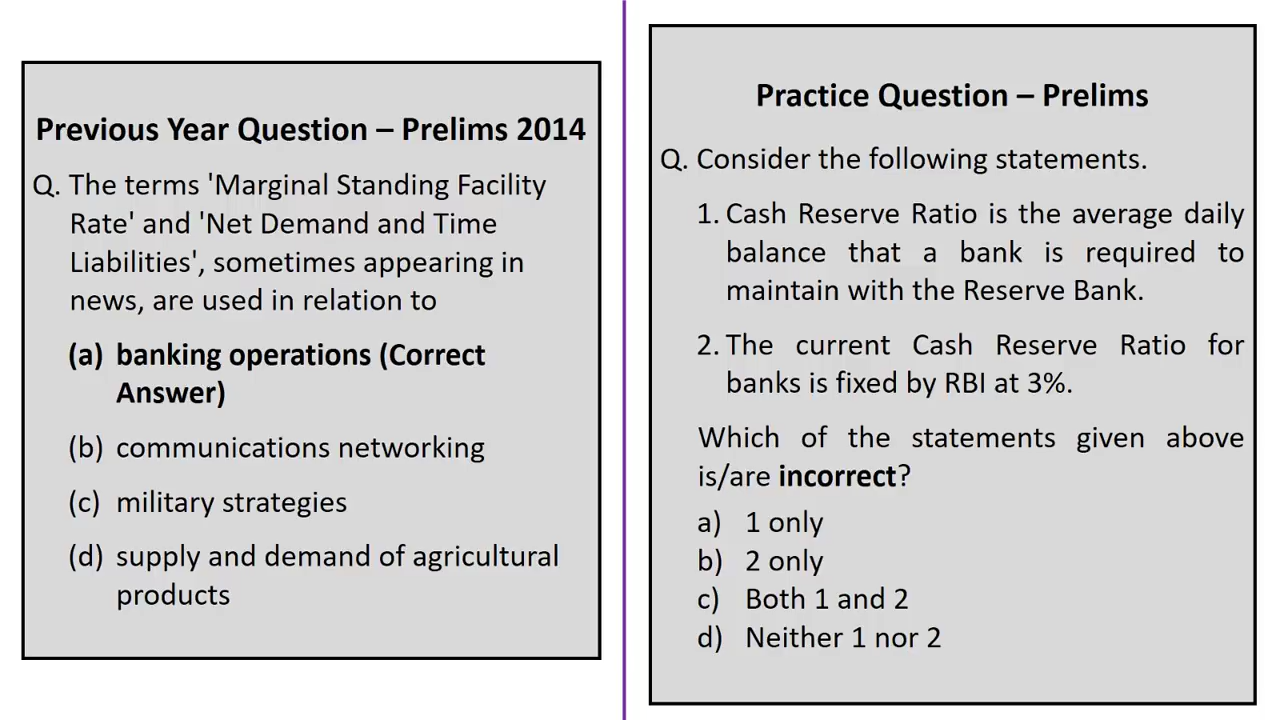 Previous Year Question – Prelims 2014
Q. The terms 'Marginal Standing Facility
Rate' and 'Net Demand and Time
Liabilities', sometimes appearing in
news, are used in relation to
(a) banking operations (Correct
Answer)
(b) communications networking
(c) military strategies
(d) supply and demand of agricultural
products
Practice Question – Prelims
Q. Consider the following statements.
1. Cash Reserve Ratio is the average daily
balance that a bank is required to
maintain with the Reserve Bank.
2. The current Cash Reserve Ratio for
banks is fixed by RBI at 3%.
Which of the statements given above
is/are incorrect?
a) 1 only
b) 2 only
c) Both 1 and 2
d) Neither 1 nor 2